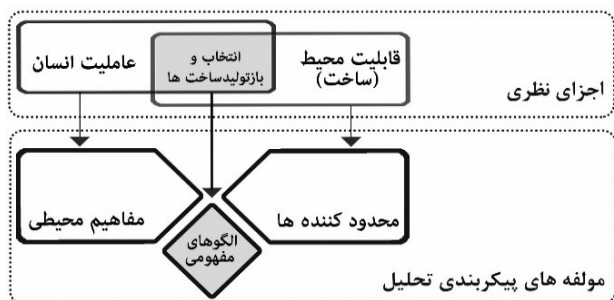 قابلیت محیط
(ساخت)
انتخاب و
بازتولیدساخت ها
عاملیت انسان
اجزای نظری
محدود کننده ها
مفاهیم محیطی
الگوهای
مفهومی
مولفه های پیکربندی تحلیل